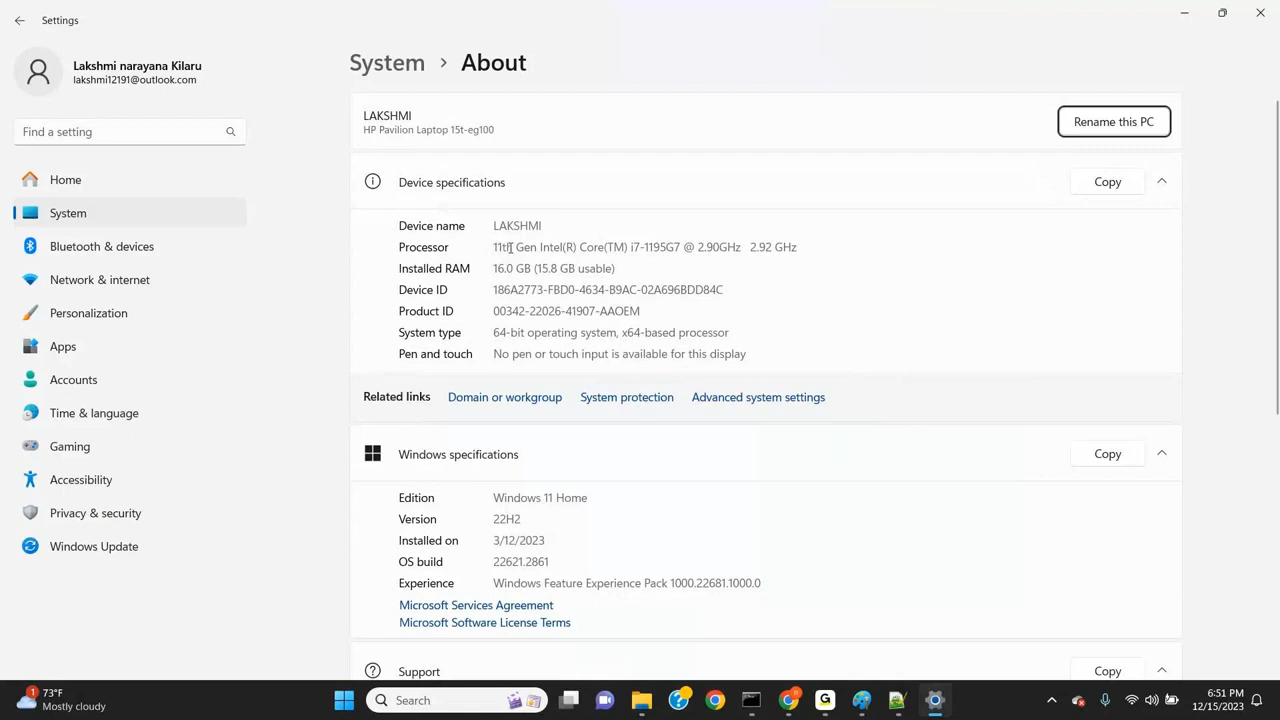 Settings
Lakshmi narayana Kilaru
lakshmi12191@outlook.com
Find a setting
Home
System
Bluetooth & devices
Network & internet
Personalization
Apps
Accounts
Time & language
Gaming
Accessibility
Privacy & security
Windows Update
System > About
LAKSHMI
HP Pavilion Laptop 15t-eg100
Rename this PC
Device specifications
Copy
Device name LAKSHMI
Processor 11th Gen Intel(R) Core(TM) i7-1195G7 @ 2.90GHz 2.92 GHz
Installed RAM 16.0 GB (15.8 GB usable)
Device ID 186A2773-FBD0-4634-B9AC-02A696BDD84C
Product ID 00342-22026-41907-AAOEM
System type 64-bit operating system, x64-based processor
Pen and touch No pen or touch input is available for this display
Related links Domain or workgroup System protection Advanced system settings
Windows specifications
Copy
Edition Windows 11 Home
Version 22H2
Installed on 3/12/2023
OS build 22621.2861
Experience Windows Feature Experience Pack 1000.22681.1000.0
Microsoft Services Agreement
Microsoft Software License Terms
Support
Copy
1
73°F
Mostly cloudy
Search
6:51 PM
12/15/2023